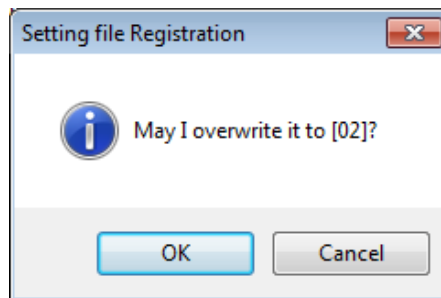 Setting file Registration
May I overwrite it to [02]?
OK
Cancel